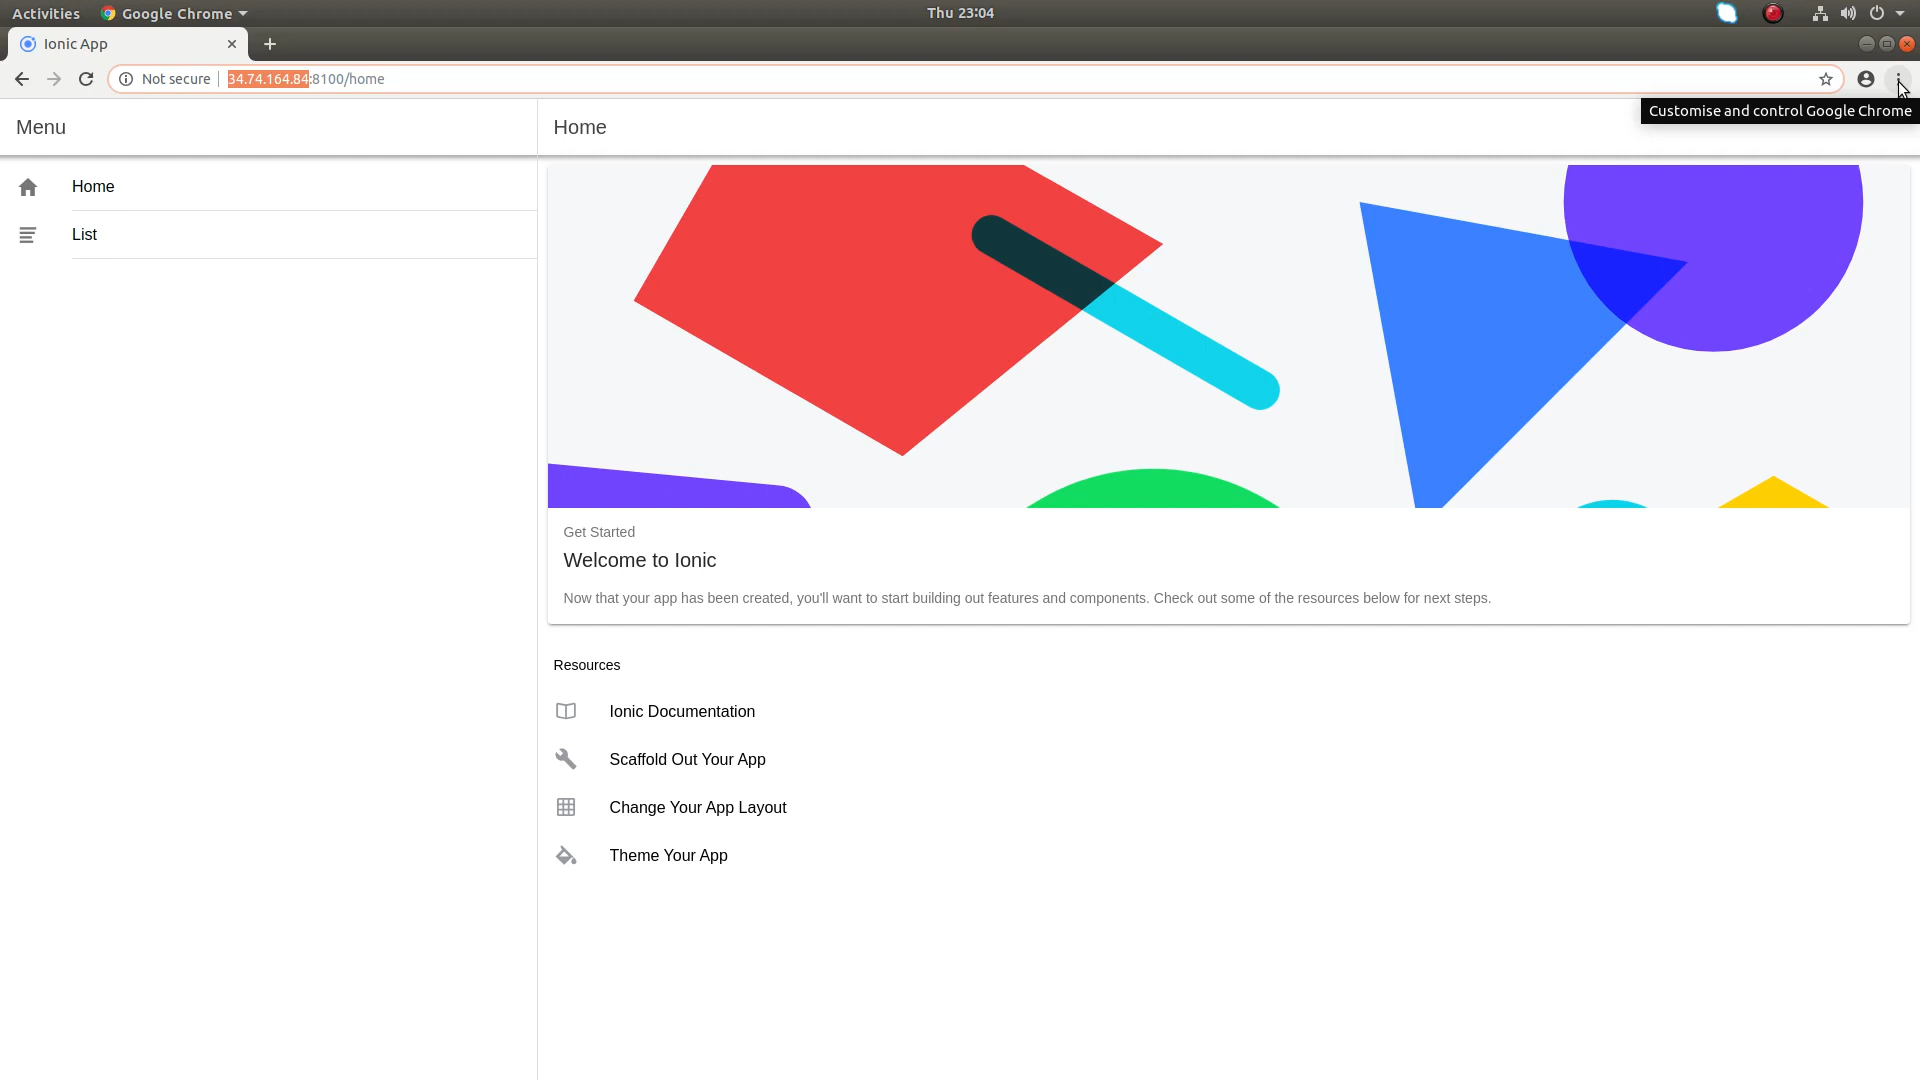 Activities
Google Chrome
Thu 23:04
Ionic App
Not secure
34.74.164.84:8100/home
Customise and control Google Chrome
Menu
Home
Home
List
Get Started
Welcome to Ionic
Now that your app has been created, you'll want to start building out features and components. Check out some of the resources below for next steps.
Resources
Ionic Documentation
Scaffold Out Your App
Change Your App Layout
Theme Your App